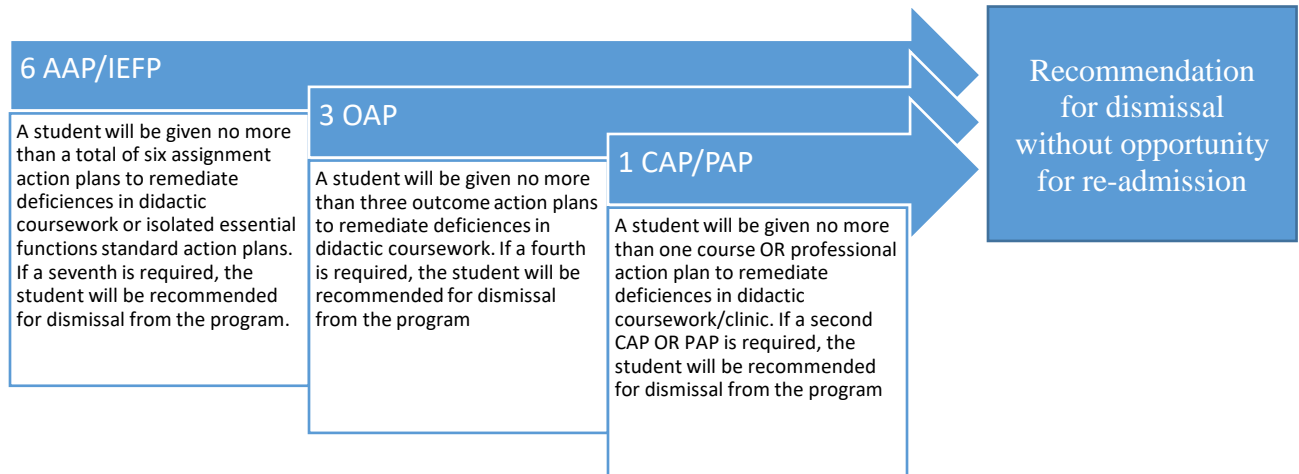 6 AAP/IEFP
A student will be given no more
than a total of six assignment
action plans to remediate
deficiences in didactic
coursework or isolated essential
functions standard action plans.
If a seventh is required, the
student will be recommended
for dismissal from the program.
3 OAP
A student will be given no more
than three outcome action plans
to remediate deficiences in
didactic coursework. If a fourth
is required, the student will be
recommended for dismissal
from the program
1 CAP/PAP
A student will be given no more
than one course OR professional
action plan to remediate
deficiences in didactic
coursework/clinic. If a second
CAP OR PAP is required, the
student will be recommended
for dismissal from the program
Recommendation
for dismissal
without opportunity
for re-admission